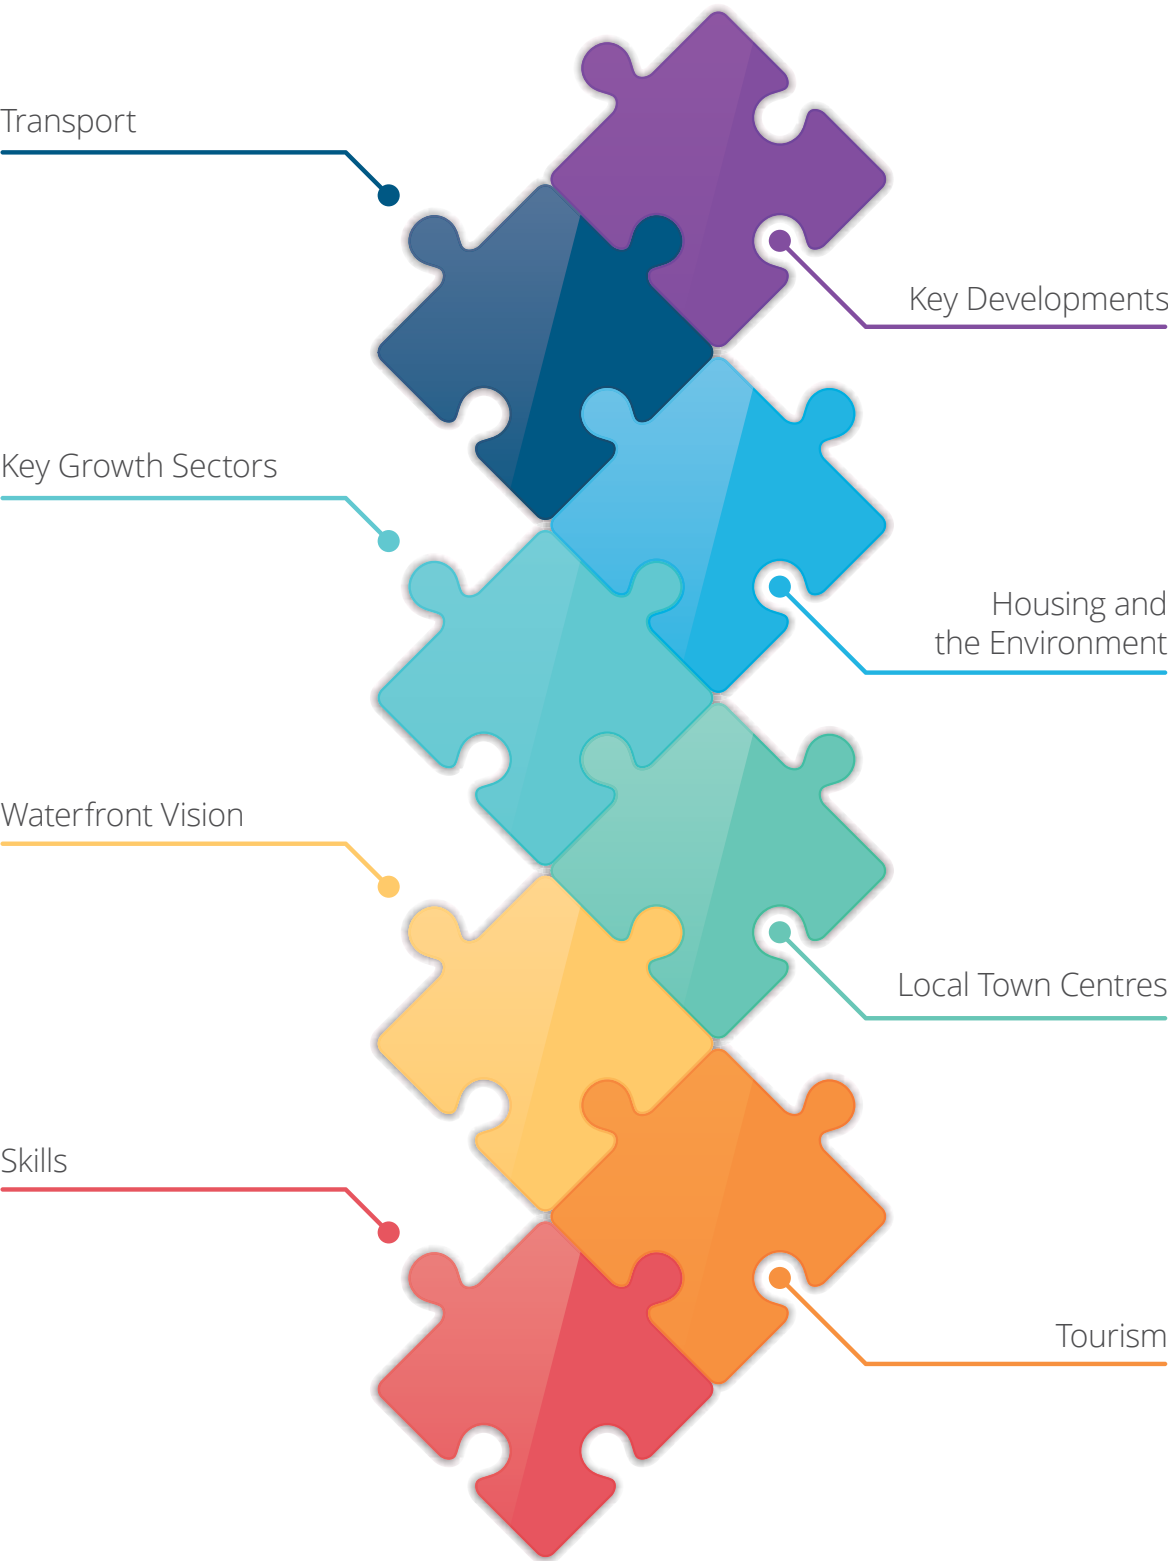 Transport
Key Developments
Key Growth Sectors
Housing and
the Environment
Waterfront Vision
Local Town Centres
Skills
Tourism